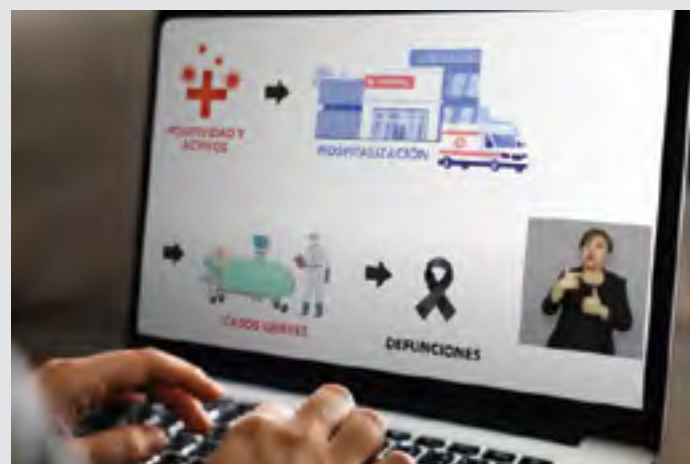 POSITIVIDAD Y
ACTIVOS
HOSPITALIZACIÓN
CASOS GRAVES
DEFUNCIONES